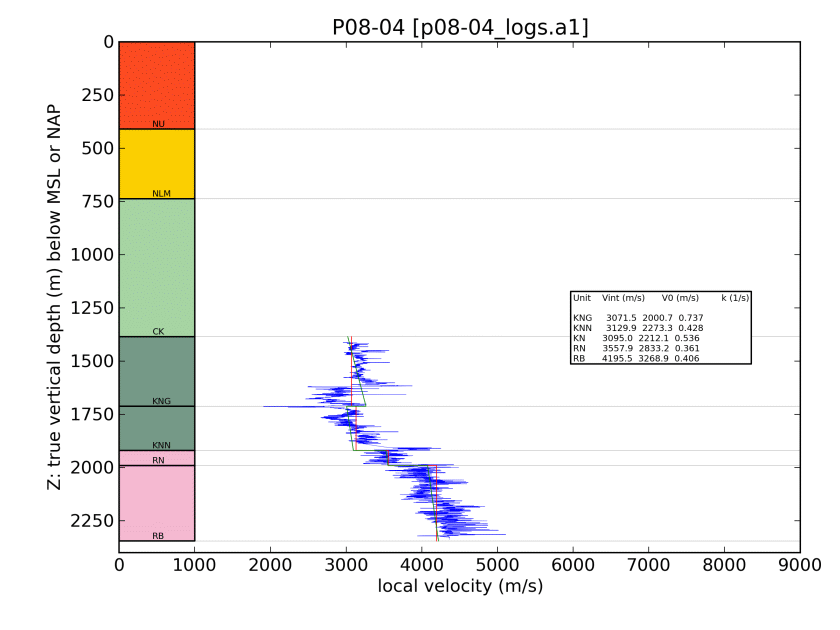 P08-04 [p08-04_logs.a1]
Z: true vertical depth (m) below MSL or NAP
0
250
500
750
1000
1250
1500
1750
2000
2250
NU
NLM
CK
KNG
KNN
RN
RB
Unit Vint (m/s) V0 (m/s) k (1/s)
KNG 3071.5 2000.7 0.737
KNN 3129.9 2273.3 0.428
KN 3095.0 2212.1 0.536
RN 3557.9 2833.2 0.361
RB 4195.5 3268.9 0.406
0 1000 2000 3000 4000 5000 6000 7000 8000 9000
local velocity (m/s)